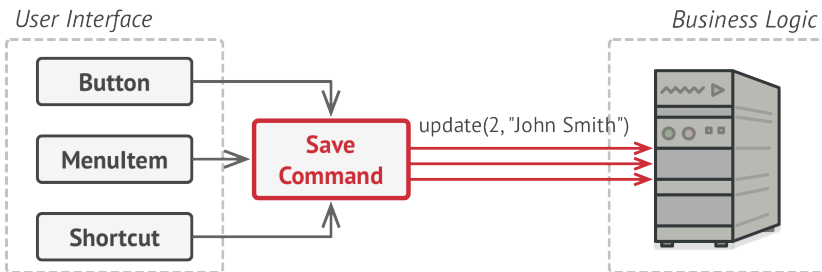 User Interface
Business Logic
Button
update(2, "John Smith")
Save
Command
MenuItem
Shortcut